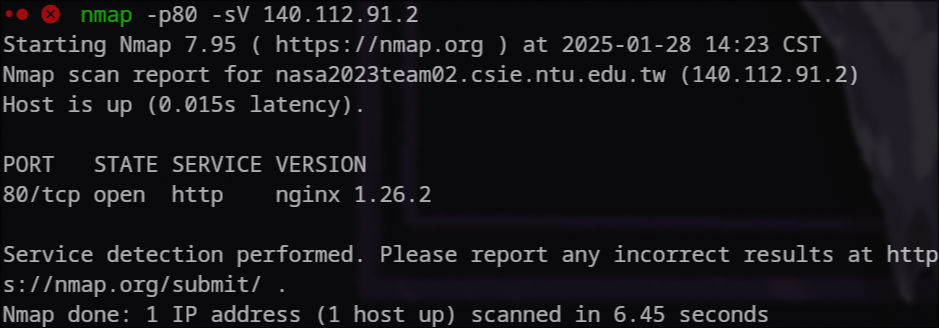 nmap -p80 -sV 140.112.91.2
Starting Nmap 7.95 ( https://nmap.org ) at 2025-01-28 14:23 CST
Nmap scan report for nasa2023team02.csie.ntu.edu.tw (140.112.91.2)
Host is up (0.015s latency).
PORT   STATE SERVICE VERSION
80/tcp open  http    nginx 1.26.2
Service detection performed. Please report any incorrect results at http
s://nmap.org/submit/ .
Nmap done: 1 IP address (1 host up) scanned in 6.45 seconds